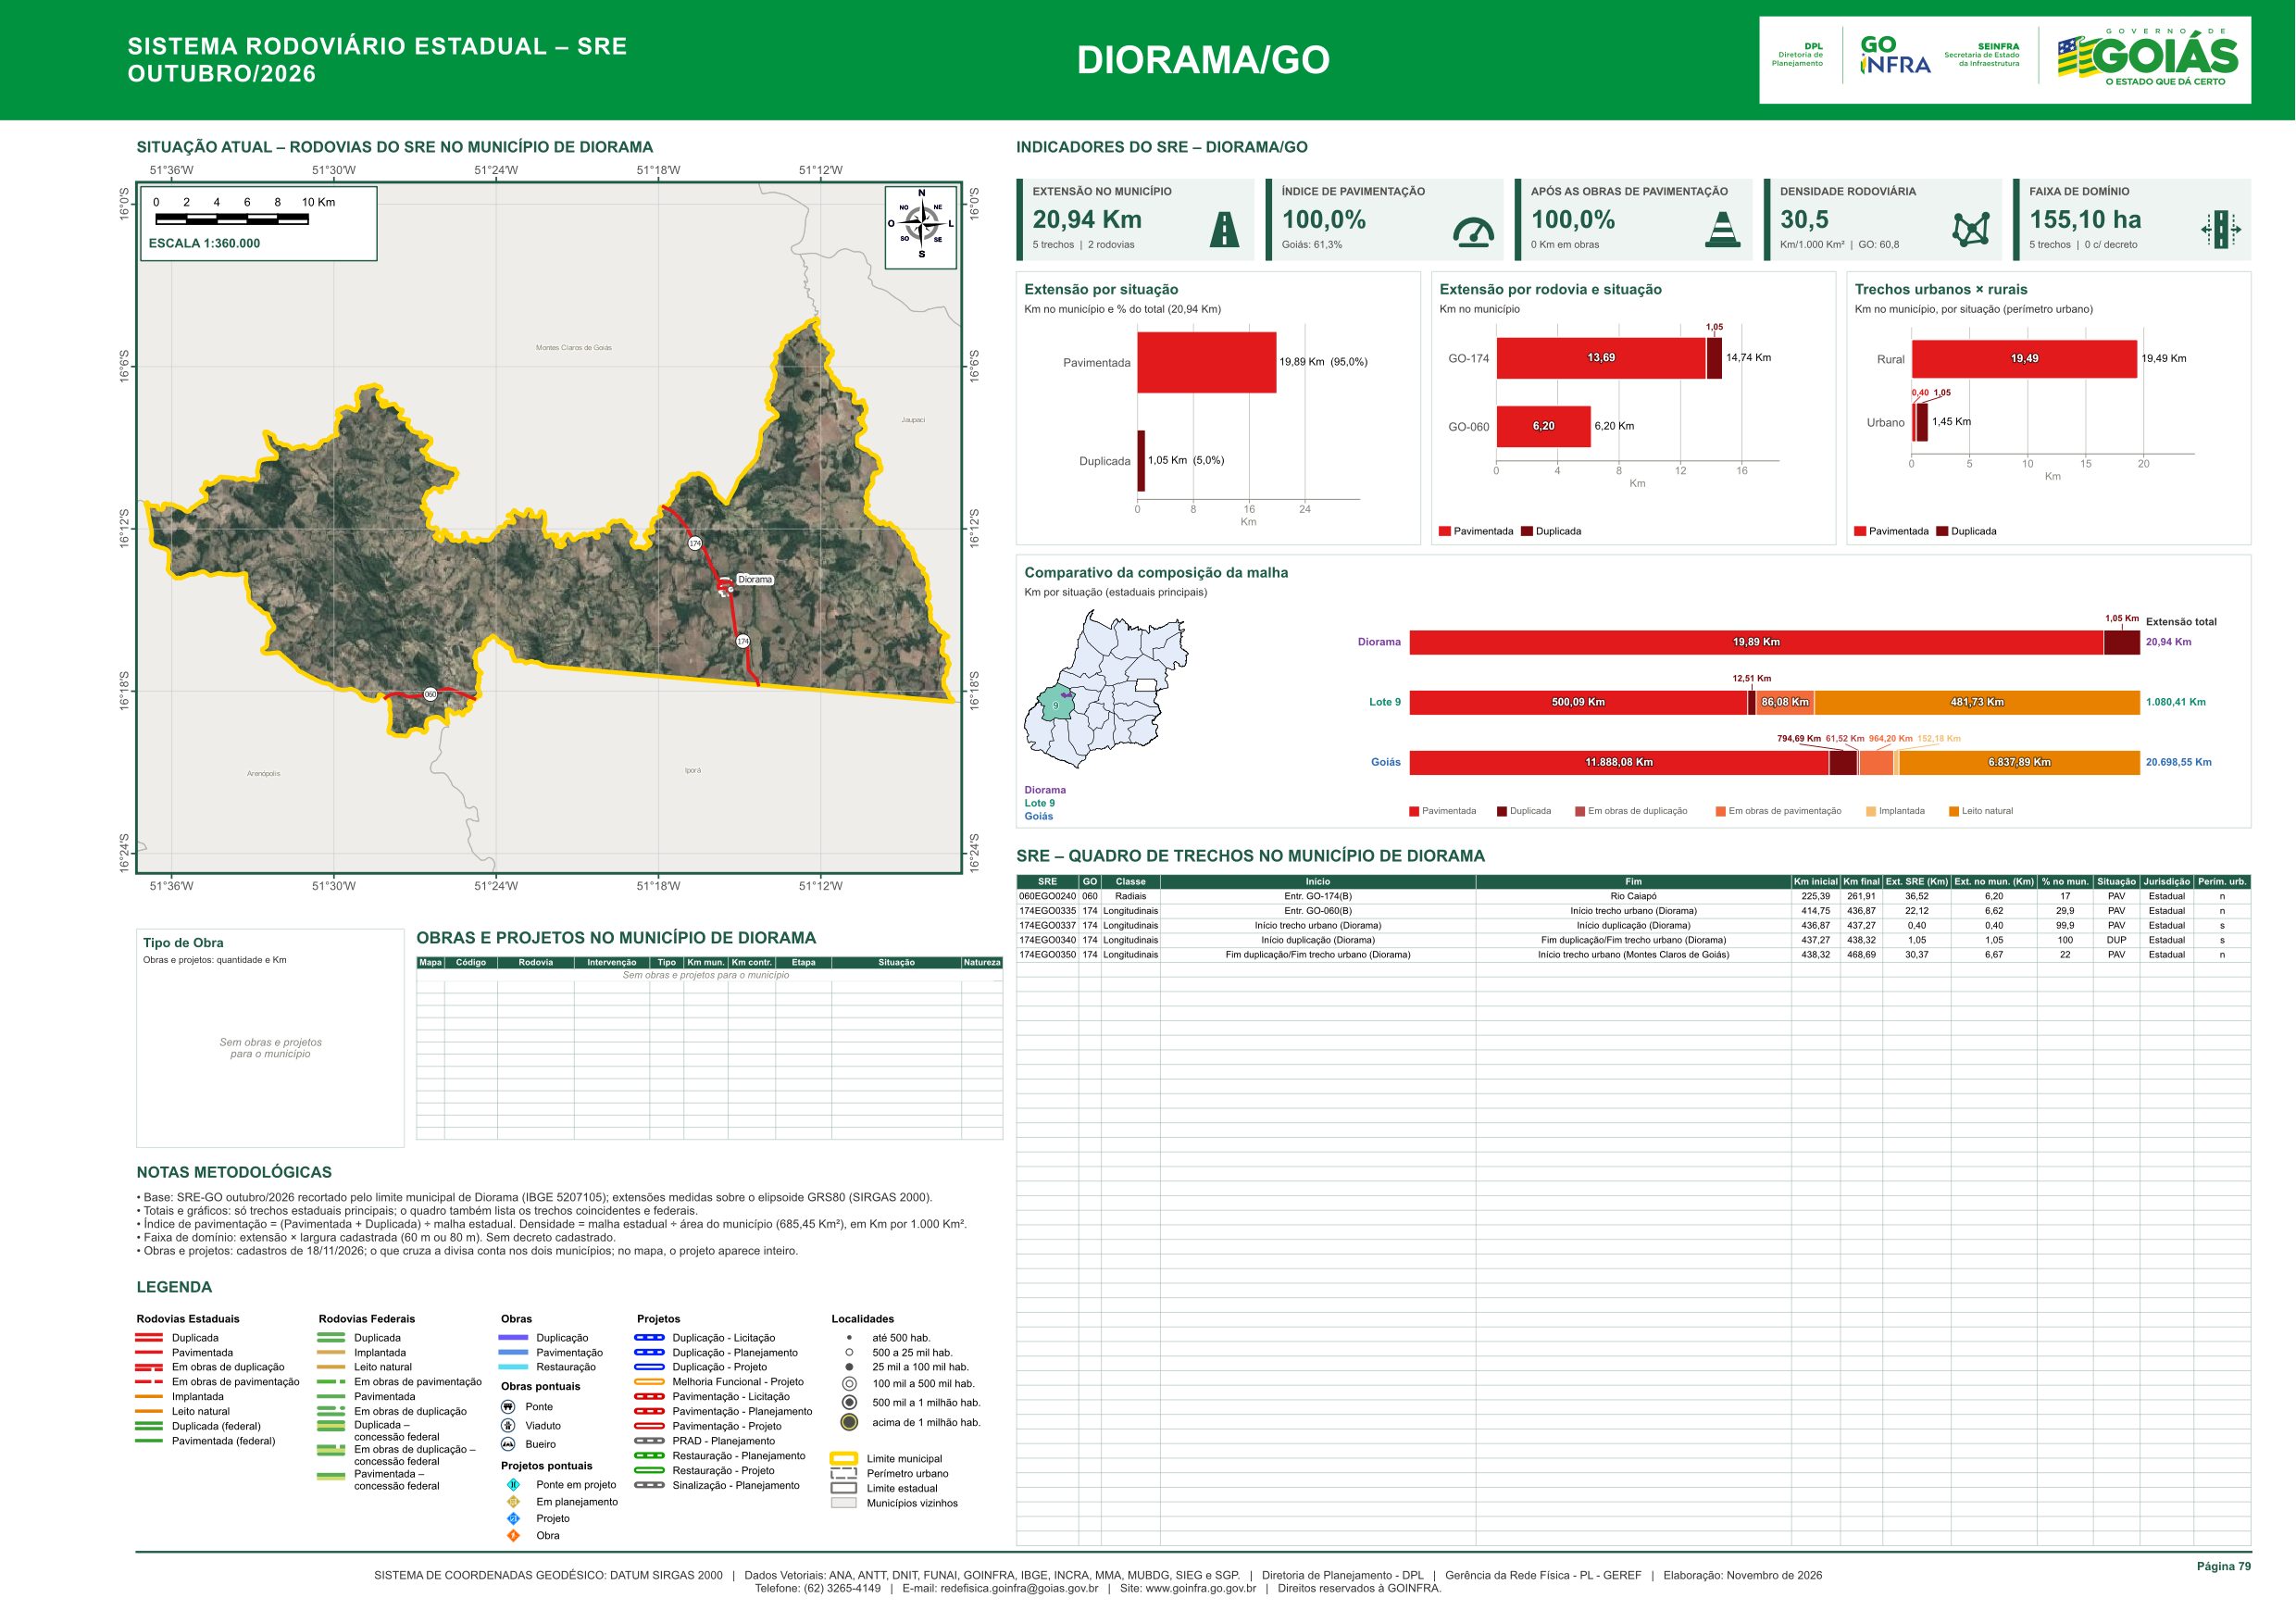 SISTEMA RODOVIÁRIO ESTADUAL – SRE
OUTUBRO/2026
DIORAMA/GO
DPL
Diretoria de
Planejamento
GO
INFRA
SEINFRA
Secretaria de Estado
da Infraestrutura
GOVERNO DE
GOIÁS
O ESTADO QUE DÁ CERTO
SITUAÇÃO ATUAL – RODOVIAS DO SRE NO MUNICÍPIO DE DIORAMA
51°36'W 51°30'W 51°24'W 51°18'W 51°12'W
16°0'S 16°6'S 16°12'S 16°18'S 16°24'S
0 2 4 6 8 10 Km
ESCALA 1:360.000
N
NO NE
O L
SO SE
S
Montes Claros de Goiás
Jaupaci
174
Diorama
174
060
Arenópolis
Iporá
16°0'S 16°6'S 16°12'S 16°18'S 16°24'S
51°36'W 51°30'W 51°24'W 51°18'W 51°12'W
INDICADORES DO SRE – DIORAMA/GO
EXTENSÃO NO MUNICÍPIO
20,94 Km
5 trechos | 2 rodovias
ÍNDICE DE PAVIMENTAÇÃO
100,0%
Goiás: 61,3%
APÓS AS OBRAS DE PAVIMENTAÇÃO
100,0%
0 Km em obras
DENSIDADE RODOVIÁRIA
30,5
Km/1.000 Km² | GO: 60,8
FAIXA DE DOMÍNIO
155,10 ha
5 trechos | 0 c/ decreto
Extensão por situação
Km no município e % do total (20,94 Km)
Pavimentada 19,89 Km (95,0%)
Duplicada 1,05 Km (5,0%)
0 8 16 24
Km
Extensão por rodovia e situação
Km no município
1,05
GO-174 13,69 14,74 Km
GO-060 6,20 6,20 Km
0 4 8 12 16
Km
Pavimentada Duplicada
Trechos urbanos × rurais
Km no município, por situação (perímetro urbano)
Rural 19,49 19,49 Km
0,40 1,05
Urbano 1,45 Km
0 5 10 15 20
Km
Pavimentada Duplicada
Comparativo da composição da malha
Km por situação (estaduais principais)
9
Diorama
Lote 9
Goiás
1,05 Km Extensão total
Diorama 19,89 Km 20,94 Km
12,51 Km
Lote 9 500,09 Km 86,08 Km 481,73 Km 1.080,41 Km
794,69 Km 61,52 Km 964,20 Km 152,18 Km
Goiás 11.888,08 Km 6.837,89 Km 20.698,55 Km
Pavimentada Duplicada Em obras de duplicação Em obras de pavimentação Implantada Leito natural
SRE – QUADRO DE TRECHOS NO MUNICÍPIO DE DIORAMA
SRE GO Classe Início Fim Km inicial Km final Ext. SRE (Km) Ext. no mun. (Km) % no mun. Situação Jurisdição Perím. urb.
060EGO0240 060 Radiais Entr. GO-174(B) Rio Caiapó 225,39 261,91 36,52 6,20 17 PAV Estadual n
174EGO0335 174 Longitudinais Entr. GO-060(B) Início trecho urbano (Diorama) 414,75 436,87 22,12 6,62 29,9 PAV Estadual n
174EGO0337 174 Longitudinais Início trecho urbano (Diorama) Início duplicação (Diorama) 436,87 437,27 0,40 0,40 99,9 PAV Estadual s
174EGO0340 174 Longitudinais Início duplicação (Diorama) Fim duplicação/Fim trecho urbano (Diorama) 437,27 438,32 1,05 1,05 100 DUP Estadual s
174EGO0350 174 Longitudinais Fim duplicação/Fim trecho urbano (Diorama) Início trecho urbano (Montes Claros de Goiás) 438,32 468,69 30,37 6,67 22 PAV Estadual n
Tipo de Obra
Obras e projetos: quantidade e Km
Sem obras e projetos
para o município
OBRAS E PROJETOS NO MUNICÍPIO DE DIORAMA
Mapa Código Rodovia Intervenção Tipo Km mun. Km contr. Etapa Situação Natureza
Sem obras e projetos para o município
NOTAS METODOLÓGICAS
• Base: SRE-GO outubro/2026 recortado pelo limite municipal de Diorama (IBGE 5207105); extensões medidas sobre o elipsoide GRS80 (SIRGAS 2000).
• Totais e gráficos: só trechos estaduais principais; o quadro também lista os trechos coincidentes e federais.
• Índice de pavimentação = (Pavimentada + Duplicada) ÷ malha estadual. Densidade = malha estadual ÷ área do município (685,45 Km²), em Km por 1.000 Km².
• Faixa de domínio: extensão × largura cadastrada (60 m ou 80 m). Sem decreto cadastrado.
• Obras e projetos: cadastros de 18/11/2026; o que cruza a divisa conta nos dois municípios; no mapa, o projeto aparece inteiro.
LEGENDA
Rodovias Estaduais
Duplicada
Pavimentada
Em obras de duplicação
Em obras de pavimentação
Implantada
Leito natural
Duplicada (federal)
Pavimentada (federal)
Rodovias Federais
Duplicada
Implantada
Leito natural
Em obras de pavimentação
Pavimentada
Em obras de duplicação
Duplicada –
concessão federal
Em obras de duplicação –
concessão federal
Pavimentada –
concessão federal
Obras
Duplicação
Pavimentação
Restauração
Obras pontuais
Ponte
Viaduto
Bueiro
Projetos pontuais
Ponte em projeto
Em planejamento
Projeto
Obra
Projetos
Duplicação - Licitação
Duplicação - Planejamento
Duplicação - Projeto
Melhoria Funcional - Projeto
Pavimentação - Licitação
Pavimentação - Planejamento
Pavimentação - Projeto
PRAD - Planejamento
Restauração - Planejamento
Restauração - Projeto
Sinalização - Planejamento
Localidades
até 500 hab.
500 a 25 mil hab.
25 mil a 100 mil hab.
100 mil a 500 mil hab.
500 mil a 1 milhão hab.
acima de 1 milhão hab.
Limite municipal
Perímetro urbano
Limite estadual
Municípios vizinhos
Página 79
SISTEMA DE COORDENADAS GEODÉSICO: DATUM SIRGAS 2000 | Dados Vetoriais: ANA, ANTT, DNIT, FUNAI, GOINFRA, IBGE, INCRA, MMA, MUBDG, SIEG e SGP. | Diretoria de Planejamento - DPL | Gerência da Rede Física - PL - GEREF | Elaboração: Novembro de 2026
Telefone: (62) 3265-4149 | E-mail: redefisica.goinfra@goias.gov.br | Site: www.goinfra.go.gov.br | Direitos reservados à GOINFRA.